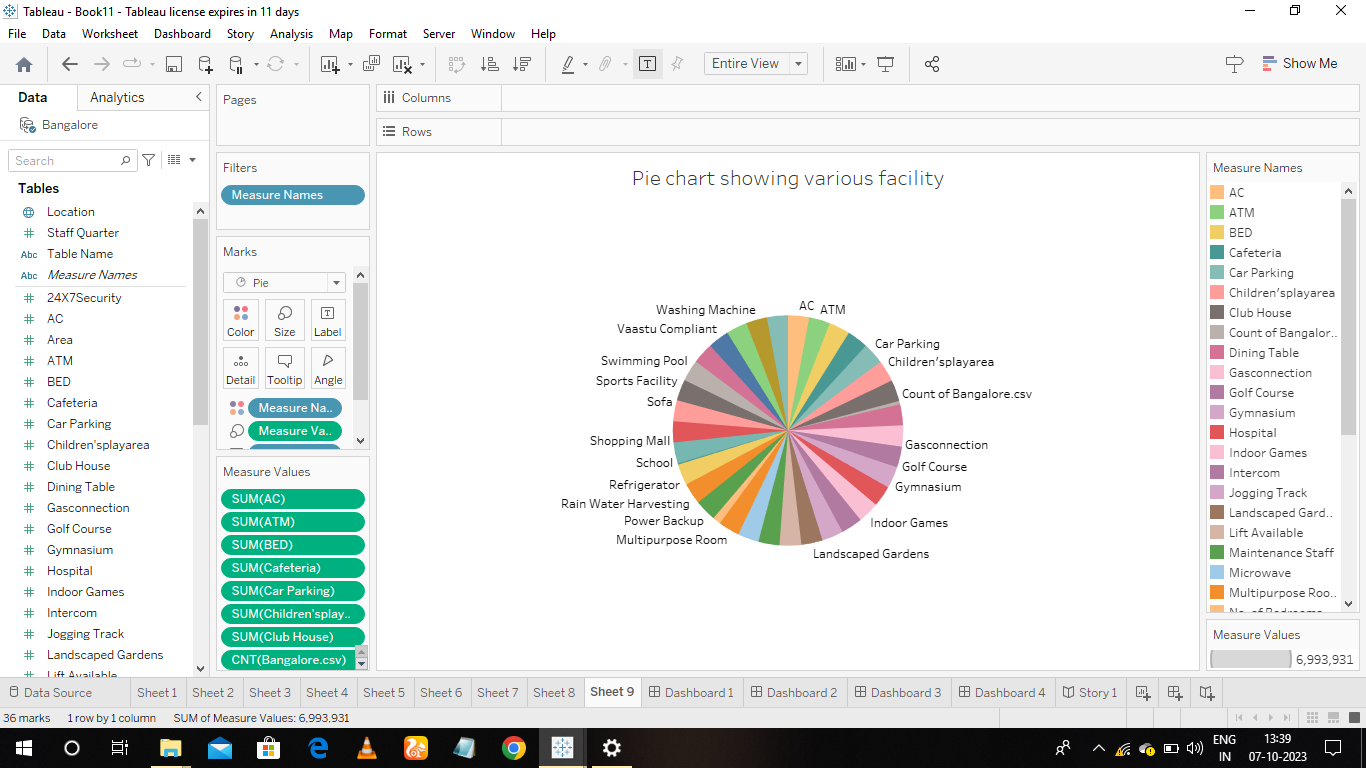 Tableau - Book11 - Tableau license expires in 11 days
File Data Worksheet Dashboard Story Analysis Map Format Server Window Help
Entire View
Show Me
Data
Analytics
Bangalore
Search
Tables
Location
Staff Quarter
Abc Table Name
Abc Measure Names
24X7Security
AC
Area
ATM
BED
Cafeteria
Car Parking
Children'splayarea
Club House
Dining Table
Gasconnection
Golf Course
Gymnasium
Hospital
Indoor Games
Intercom
Jogging Track
Landscaped Gardens
Lift Available
Pages
Filters
Measure Names
Marks
Pie
Color Size Label
Detail Tooltip Angle
Measure Na..
Measure Va..
Measure Values
SUM(AC)
SUM(ATM)
SUM(BED)
SUM(Cafeteria)
SUM(Car Parking)
SUM(Children'splay..
SUM(Club House)
CNT(Bangalore.csv)
Columns
Rows
Pie chart showing various facility
Washing Machine
AC ATM
Vaastu Compliant
Car Parking
Swimming Pool
Children'splayarea
Sports Facility
Count of Bangalore.csv
Sofa
Shopping Mall
Gasconnection
School
Golf Course
Refrigerator
Gymnasium
Rain Water Harvesting
Power Backup
Indoor Games
Multipurpose Room
Landscaped Gardens
Measure Names
AC
ATM
BED
Cafeteria
Car Parking
Children'splayarea
Club House
Count of Bangalor..
Dining Table
Gasconnection
Golf Course
Gymnasium
Hospital
Indoor Games
Intercom
Jogging Track
Landscaped Gard..
Lift Available
Maintenance Staff
Microwave
Multipurpose Roo..
No. of Bedrooms
Measure Values
6,993,931
Data Source Sheet 1 Sheet 2 Sheet 3 Sheet 4 Sheet 5 Sheet 6 Sheet 7 Sheet 8 Sheet 9 Dashboard 1 Dashboard 2 Dashboard 3 Dashboard 4 Story 1
36 marks 1 row by 1 column SUM of Measure Values: 6,993,931
ENG
IN
13:39
07-10-2023